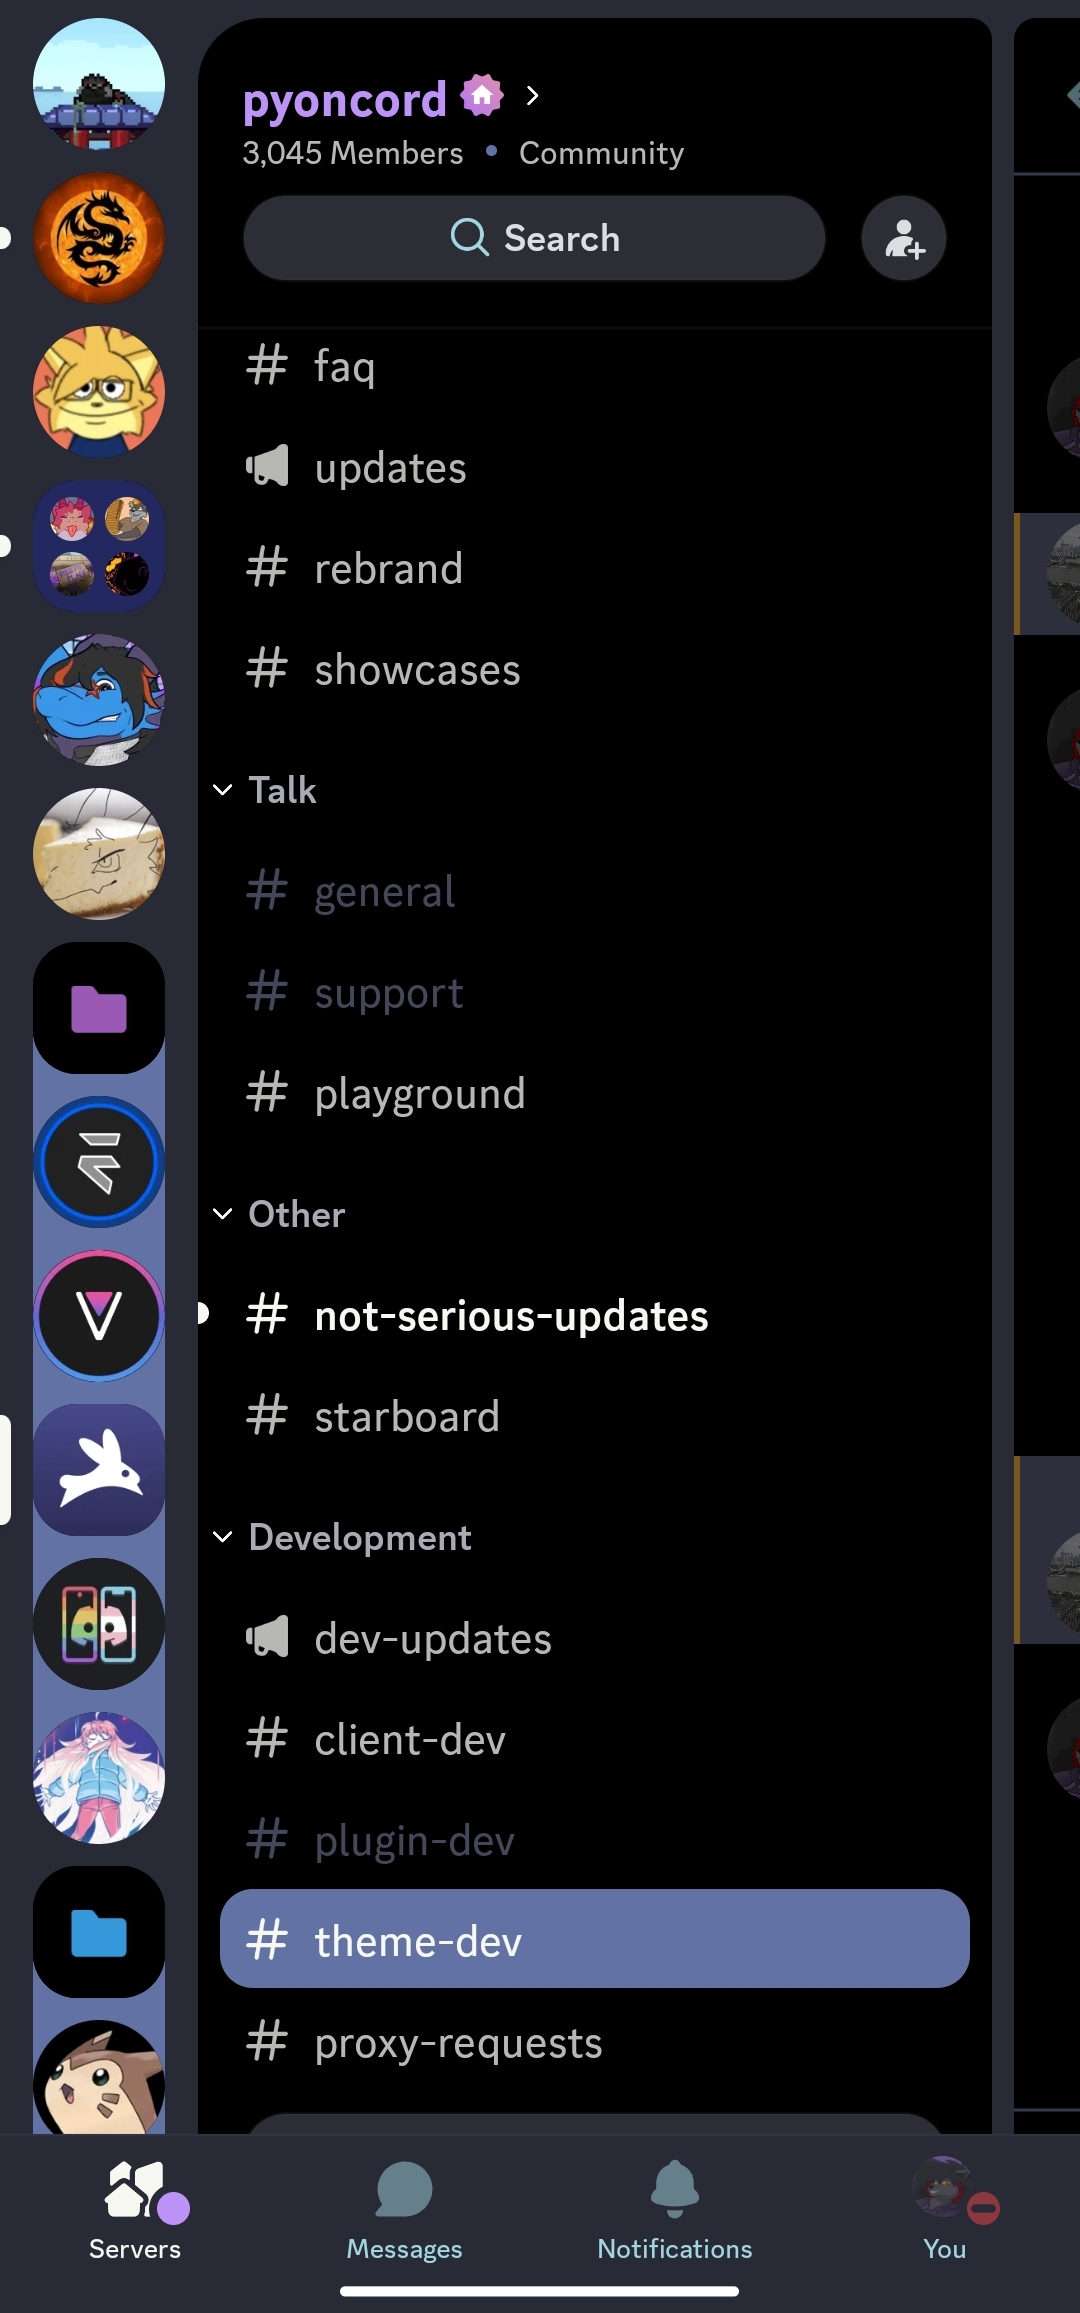 pyoncord
3,045 Members • Community
Search
faq
updates
rebrand
showcases
Talk
general
support
playground
Other
not-serious-updates
starboard
Development
dev-updates
client-dev
plugin-dev
theme-dev
proxy-requests
Servers
Messages
Notifications
You